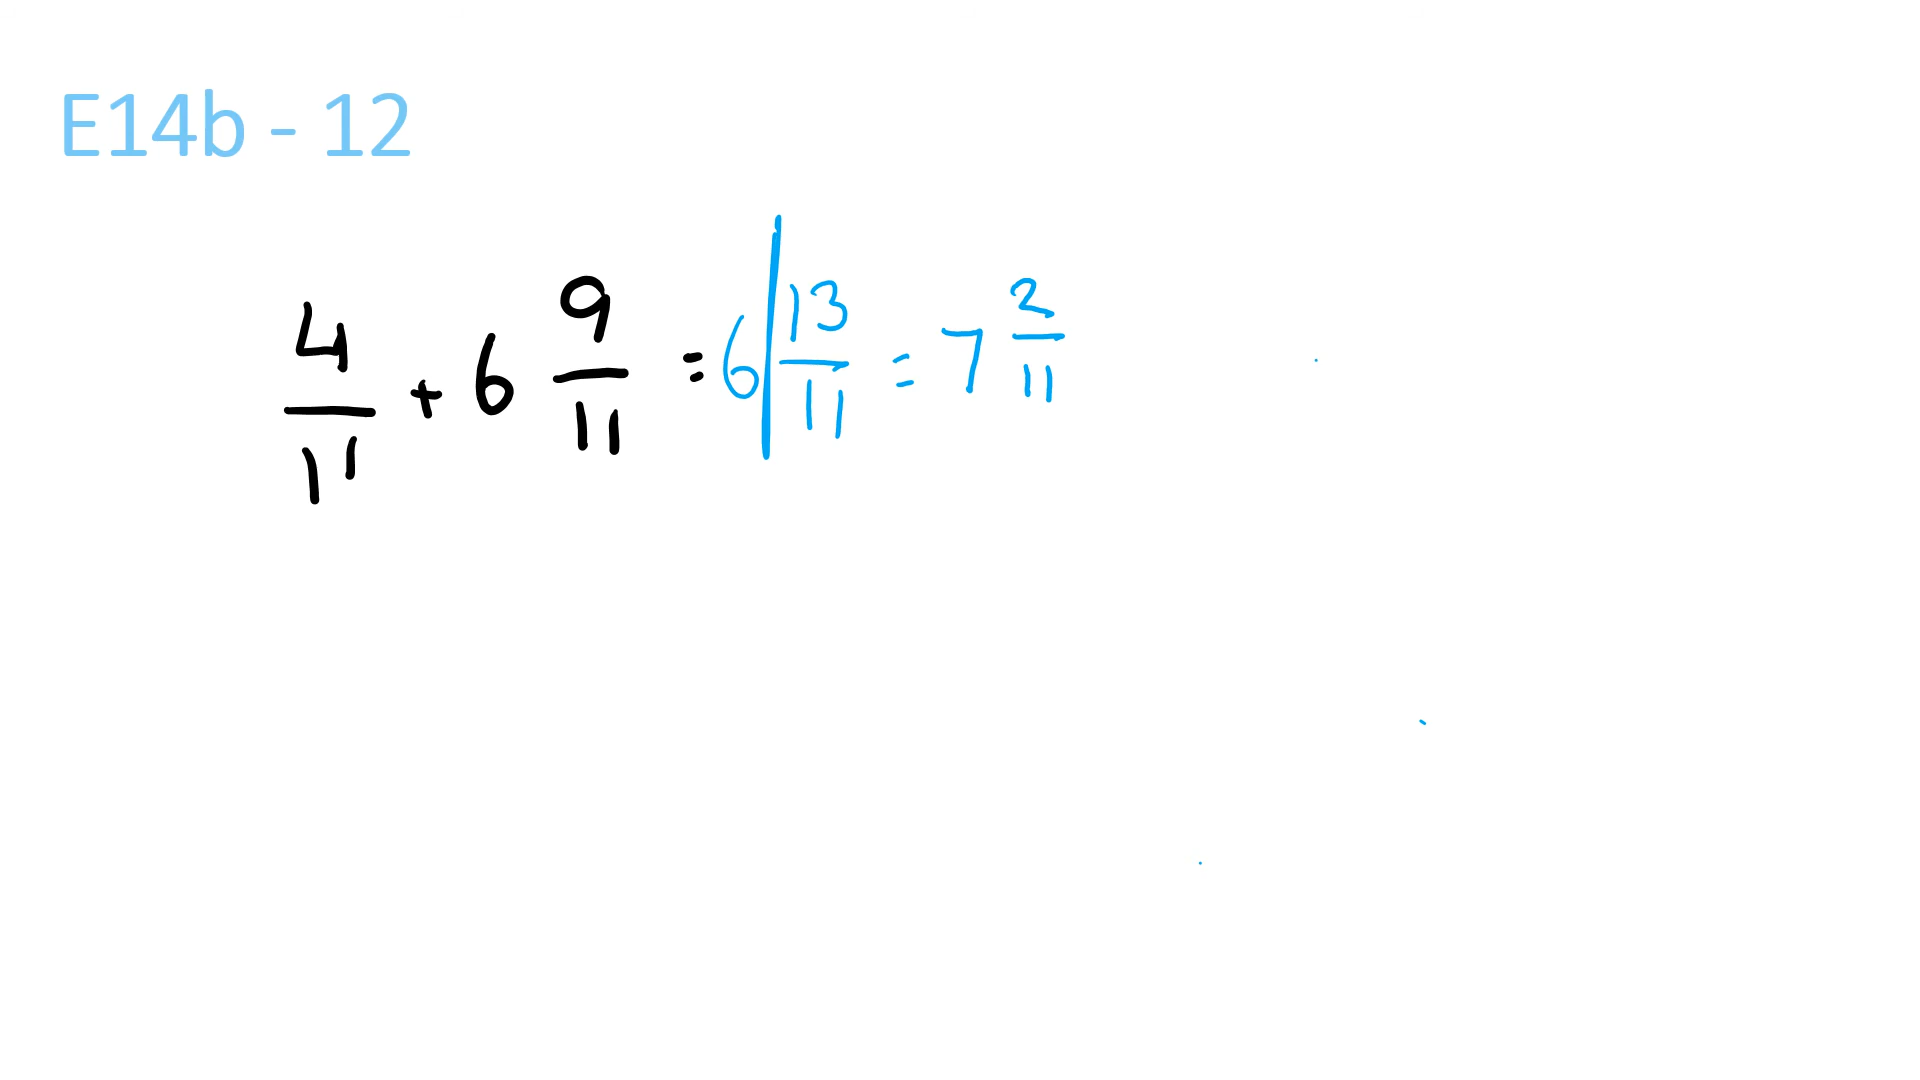 E14b - 12
4/11 + 6 9/11 = 6 | 13/11 = 7 2/11